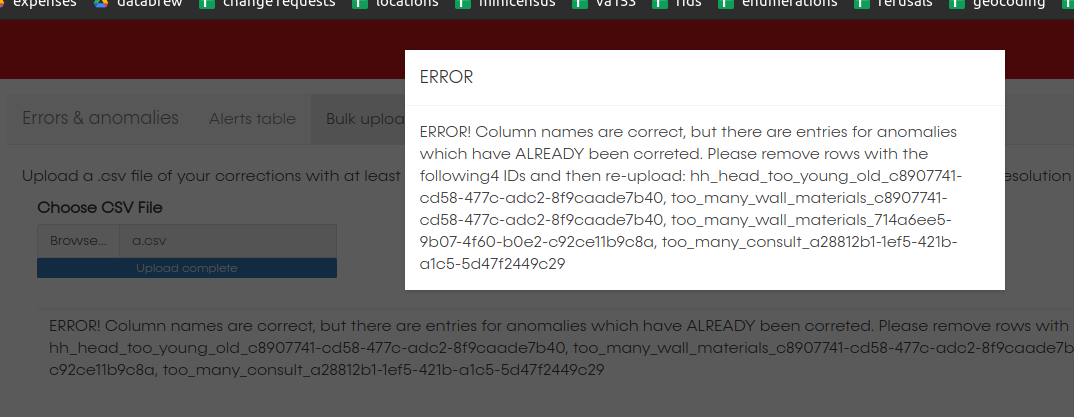 expenses databrew change requests locations minicensus va153 fids enumerations refusals geocoding
ERROR
Errors & anomalies Alerts table Bulk uploa
ERROR! Column names are correct, but there are entries for anomalies
which have ALREADY been correted. Please remove rows with the
following4 IDs and then re-upload: hh_head_too_young_old_c8907741-
cd58-477c-adc2-8f9caade7b40, too_many_wall_materials_c8907741-
cd58-477c-adc2-8f9caade7b40, too_many_wall_materials_714a6ee5-
9b07-4f60-b0e2-c92ce11b9c8a, too_many_consult_a28812b1-1ef5-421b-
a1c5-5d47f2449c29
Upload a .csv file of your corrections with at least esolution
Choose CSV File
Browse... a.csv
Upload complete
ERROR! Column names are correct, but there are entries for anomalies which have ALREADY been correted. Please remove rows with
hh_head_too_young_old_c8907741-cd58-477c-adc2-8f9caade7b40, too_many_wall_materials_c8907741-cd58-477c-adc2-8f9caade7b
c92ce11b9c8a, too_many_consult_a28812b1-1ef5-421b-a1c5-5d47f2449c29